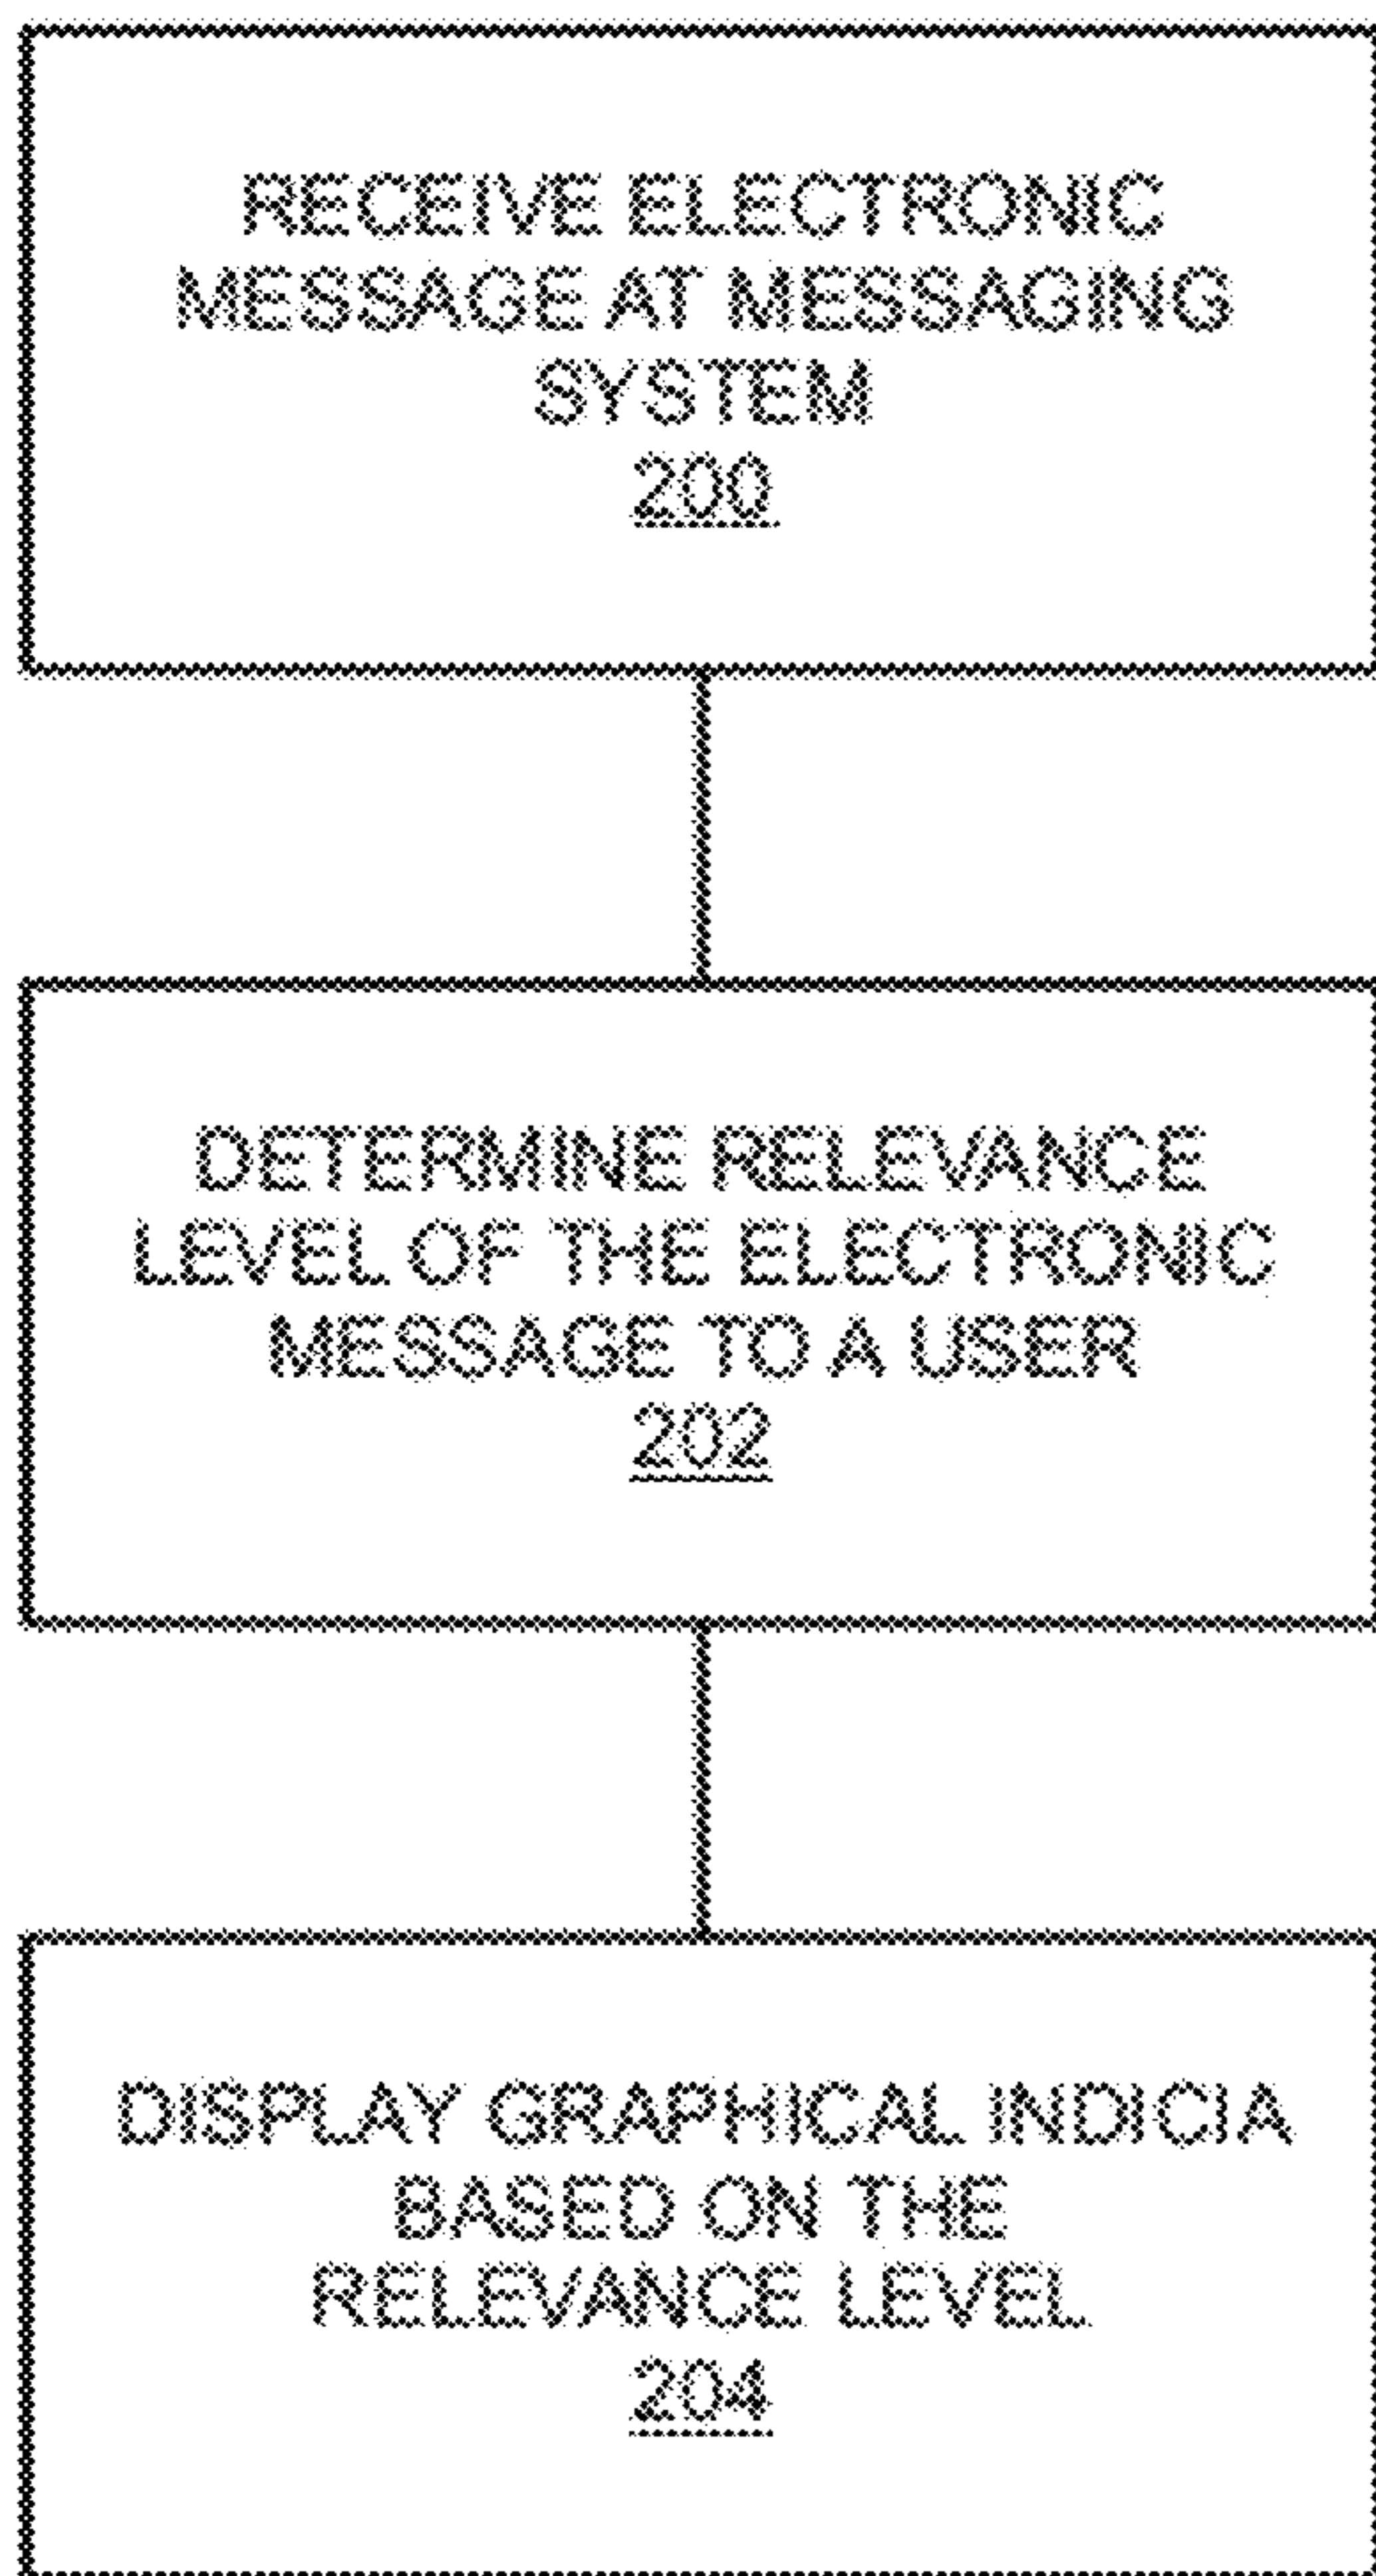 RECEIVE ELECTRONIC
MESSAGE AT MESSAGING
SYSTEM
200
DETERMINE RELEVANCE
LEVEL OF THE ELECTRONIC
MESSAGE TO A USER
202
DISPLAY GRAPHICAL INDICIA
BASED ON THE
RELEVANCE LEVEL
204